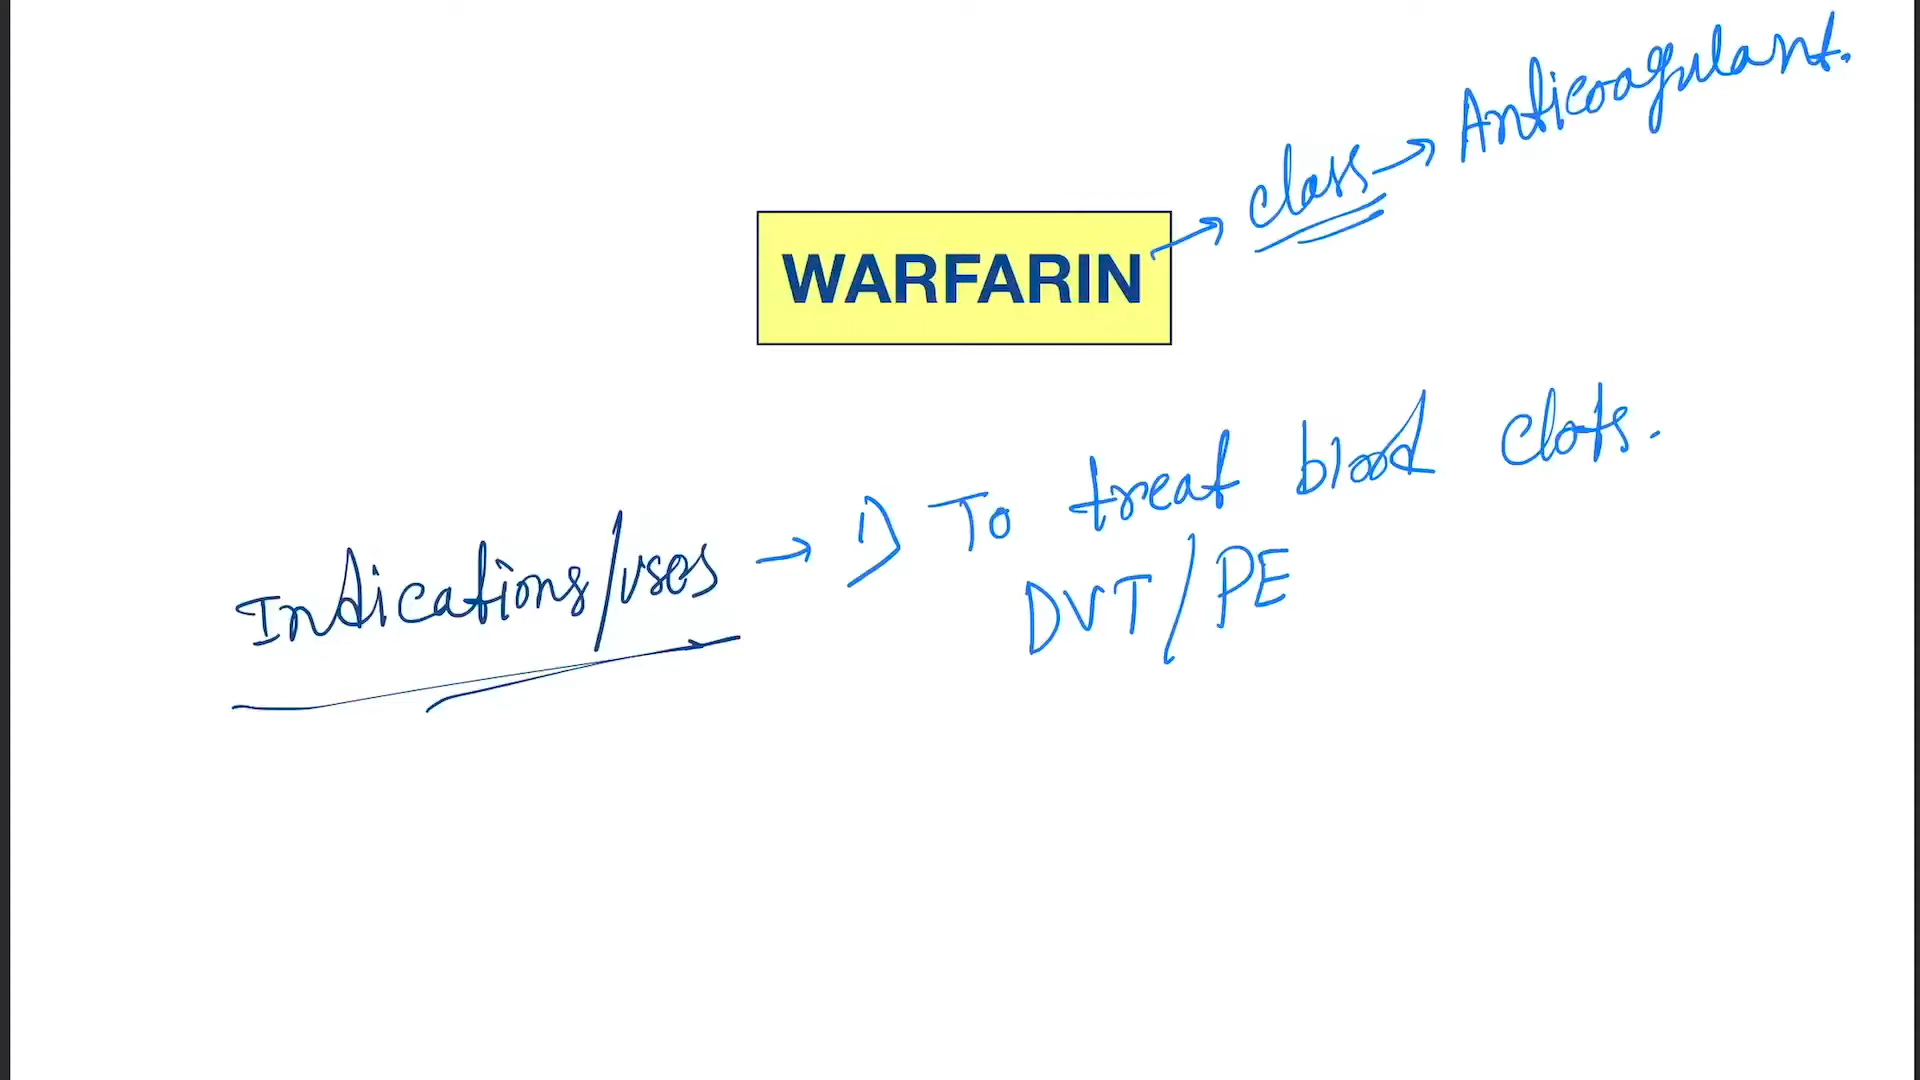 WARFARIN → class → Anticoagulant.
Indications/uses → 1) To treat blood clots.
DVT/PE